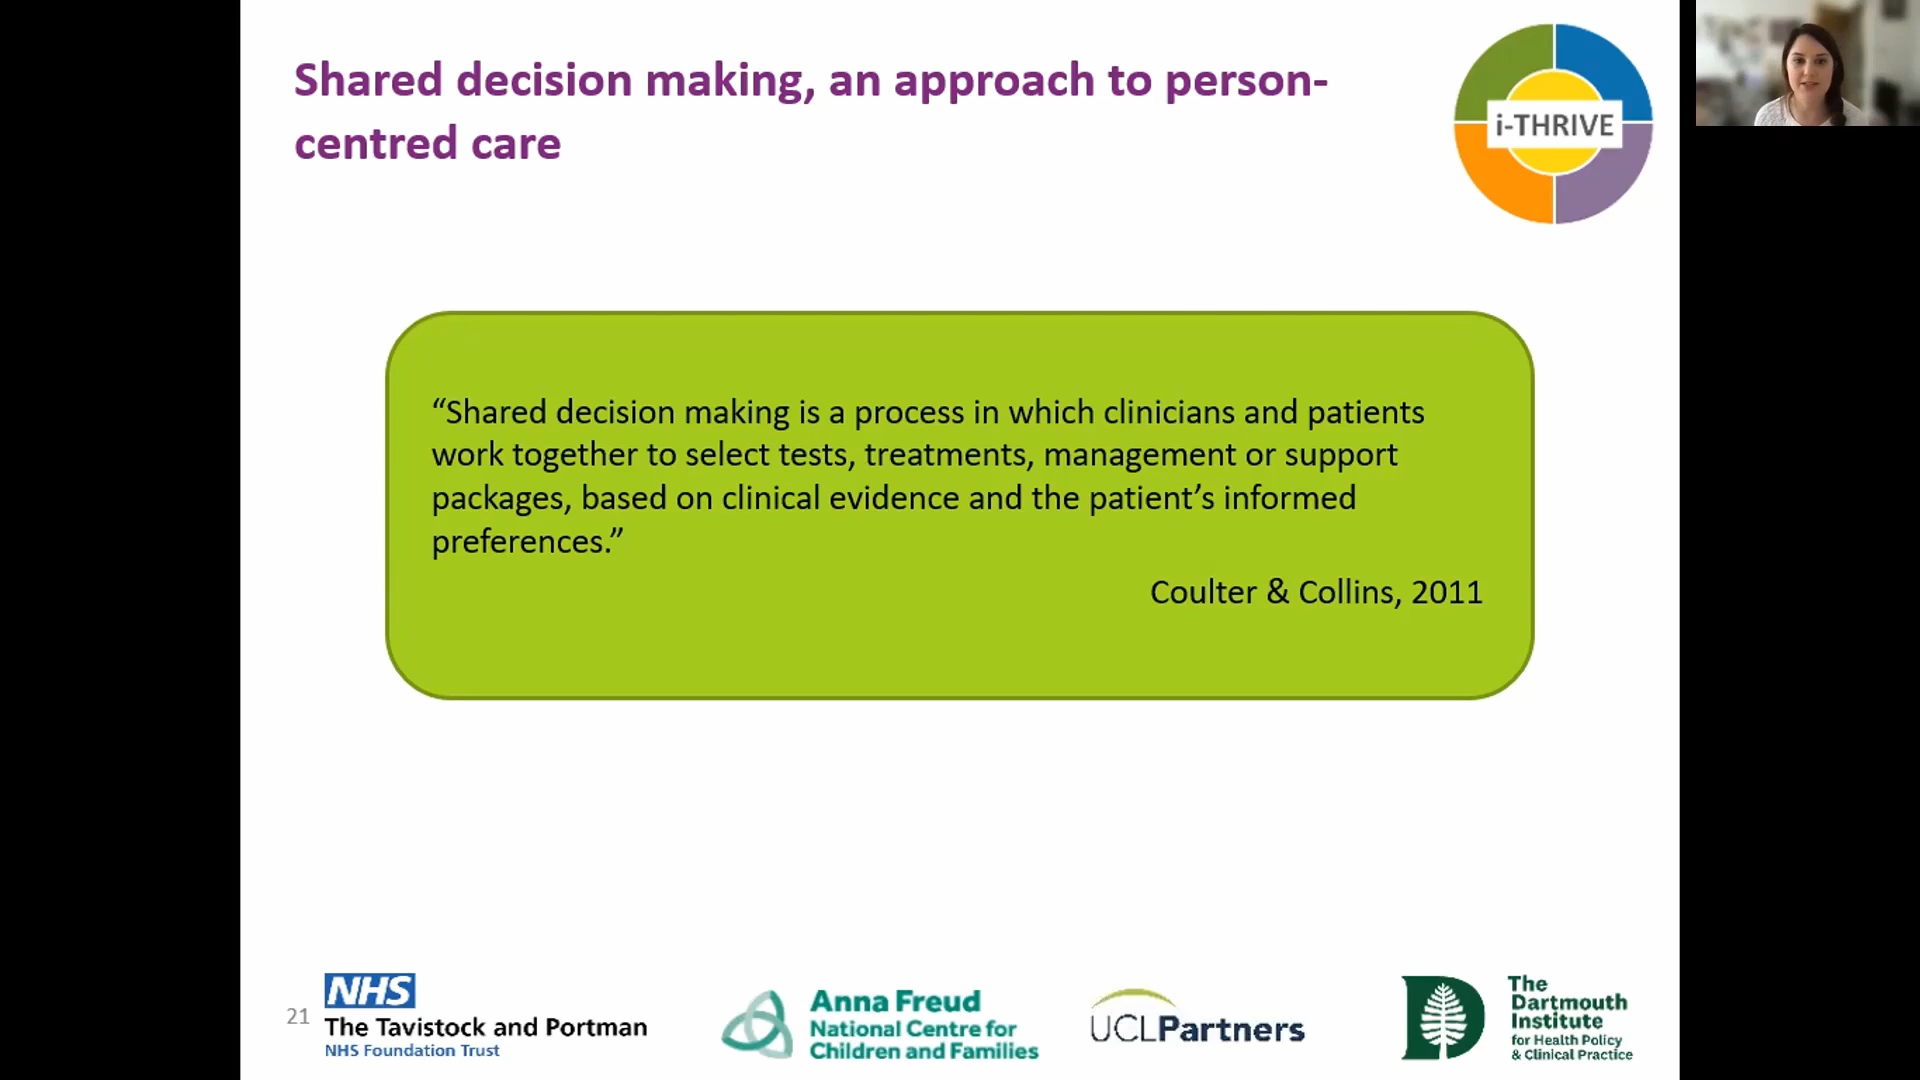 Shared decision making, an approach to person-
centred care
i-THRIVE
“Shared decision making is a process in which clinicians and patients
work together to select tests, treatments, management or support
packages, based on clinical evidence and the patient’s informed
preferences.”
Coulter & Collins, 2011
21
NHS
The Tavistock and Portman
NHS Foundation Trust
Anna Freud
National Centre for
Children and Families
UCLPartners
D
The
Dartmouth
Institute
for Health Policy
& Clinical Practice